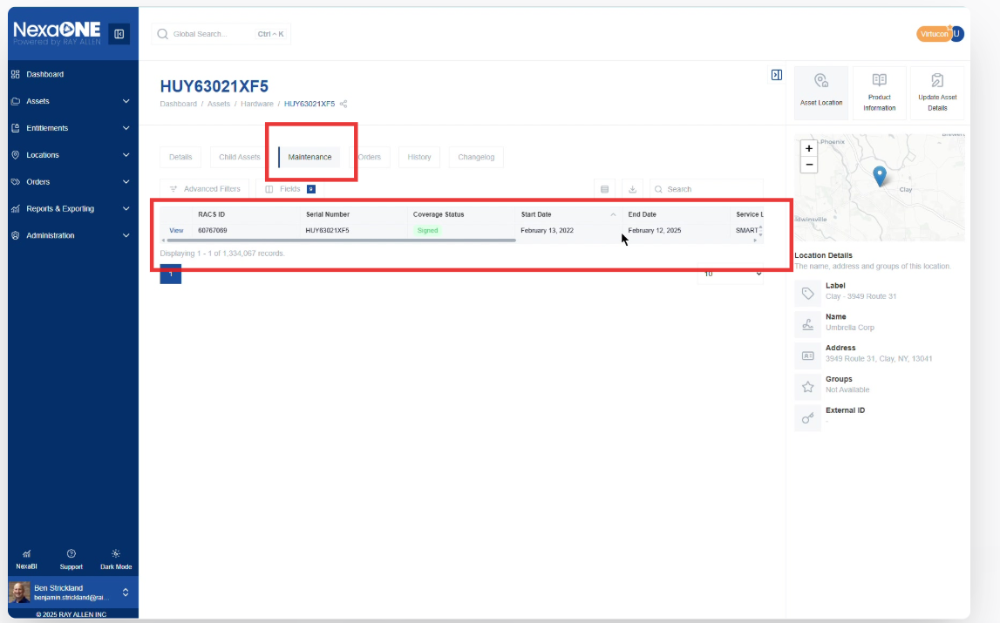 NexaONE
Powered by RAY ALLEN
Global Search...
Ctrl + K
Virtucon
U
Dashboard
Assets
Entitlements
Locations
Orders
Reports & Exporting
Administration
HUY63021XF5
Dashboard / Assets / Hardware / HUY63021XF5
Details
Child Assets
Maintenance
Orders
History
Changelog
Advanced Filters
Fields 9
Search
RACS ID Serial Number Coverage Status Start Date End Date Service L
View 60767069 HUY63021XF5 Signed February 13, 2022 February 12, 2025 SMART
Displaying 1 - 1 of 1,334,067 records.
1
10
Asset Location
Product Information
Update Asset Details
+
−
Phoenix
Clay
Location Details
The name, address and groups of this location.
Label
Clay - 3949 Route 31
Name
Umbrella Corp
Address
3949 Route 31, Clay, NY, 13041
Groups
Not Available
External ID
-
NexaBI
Support
Dark Mode
Ben Strickland
benjamin.strickland@rai...
© 2025 RAY ALLEN INC